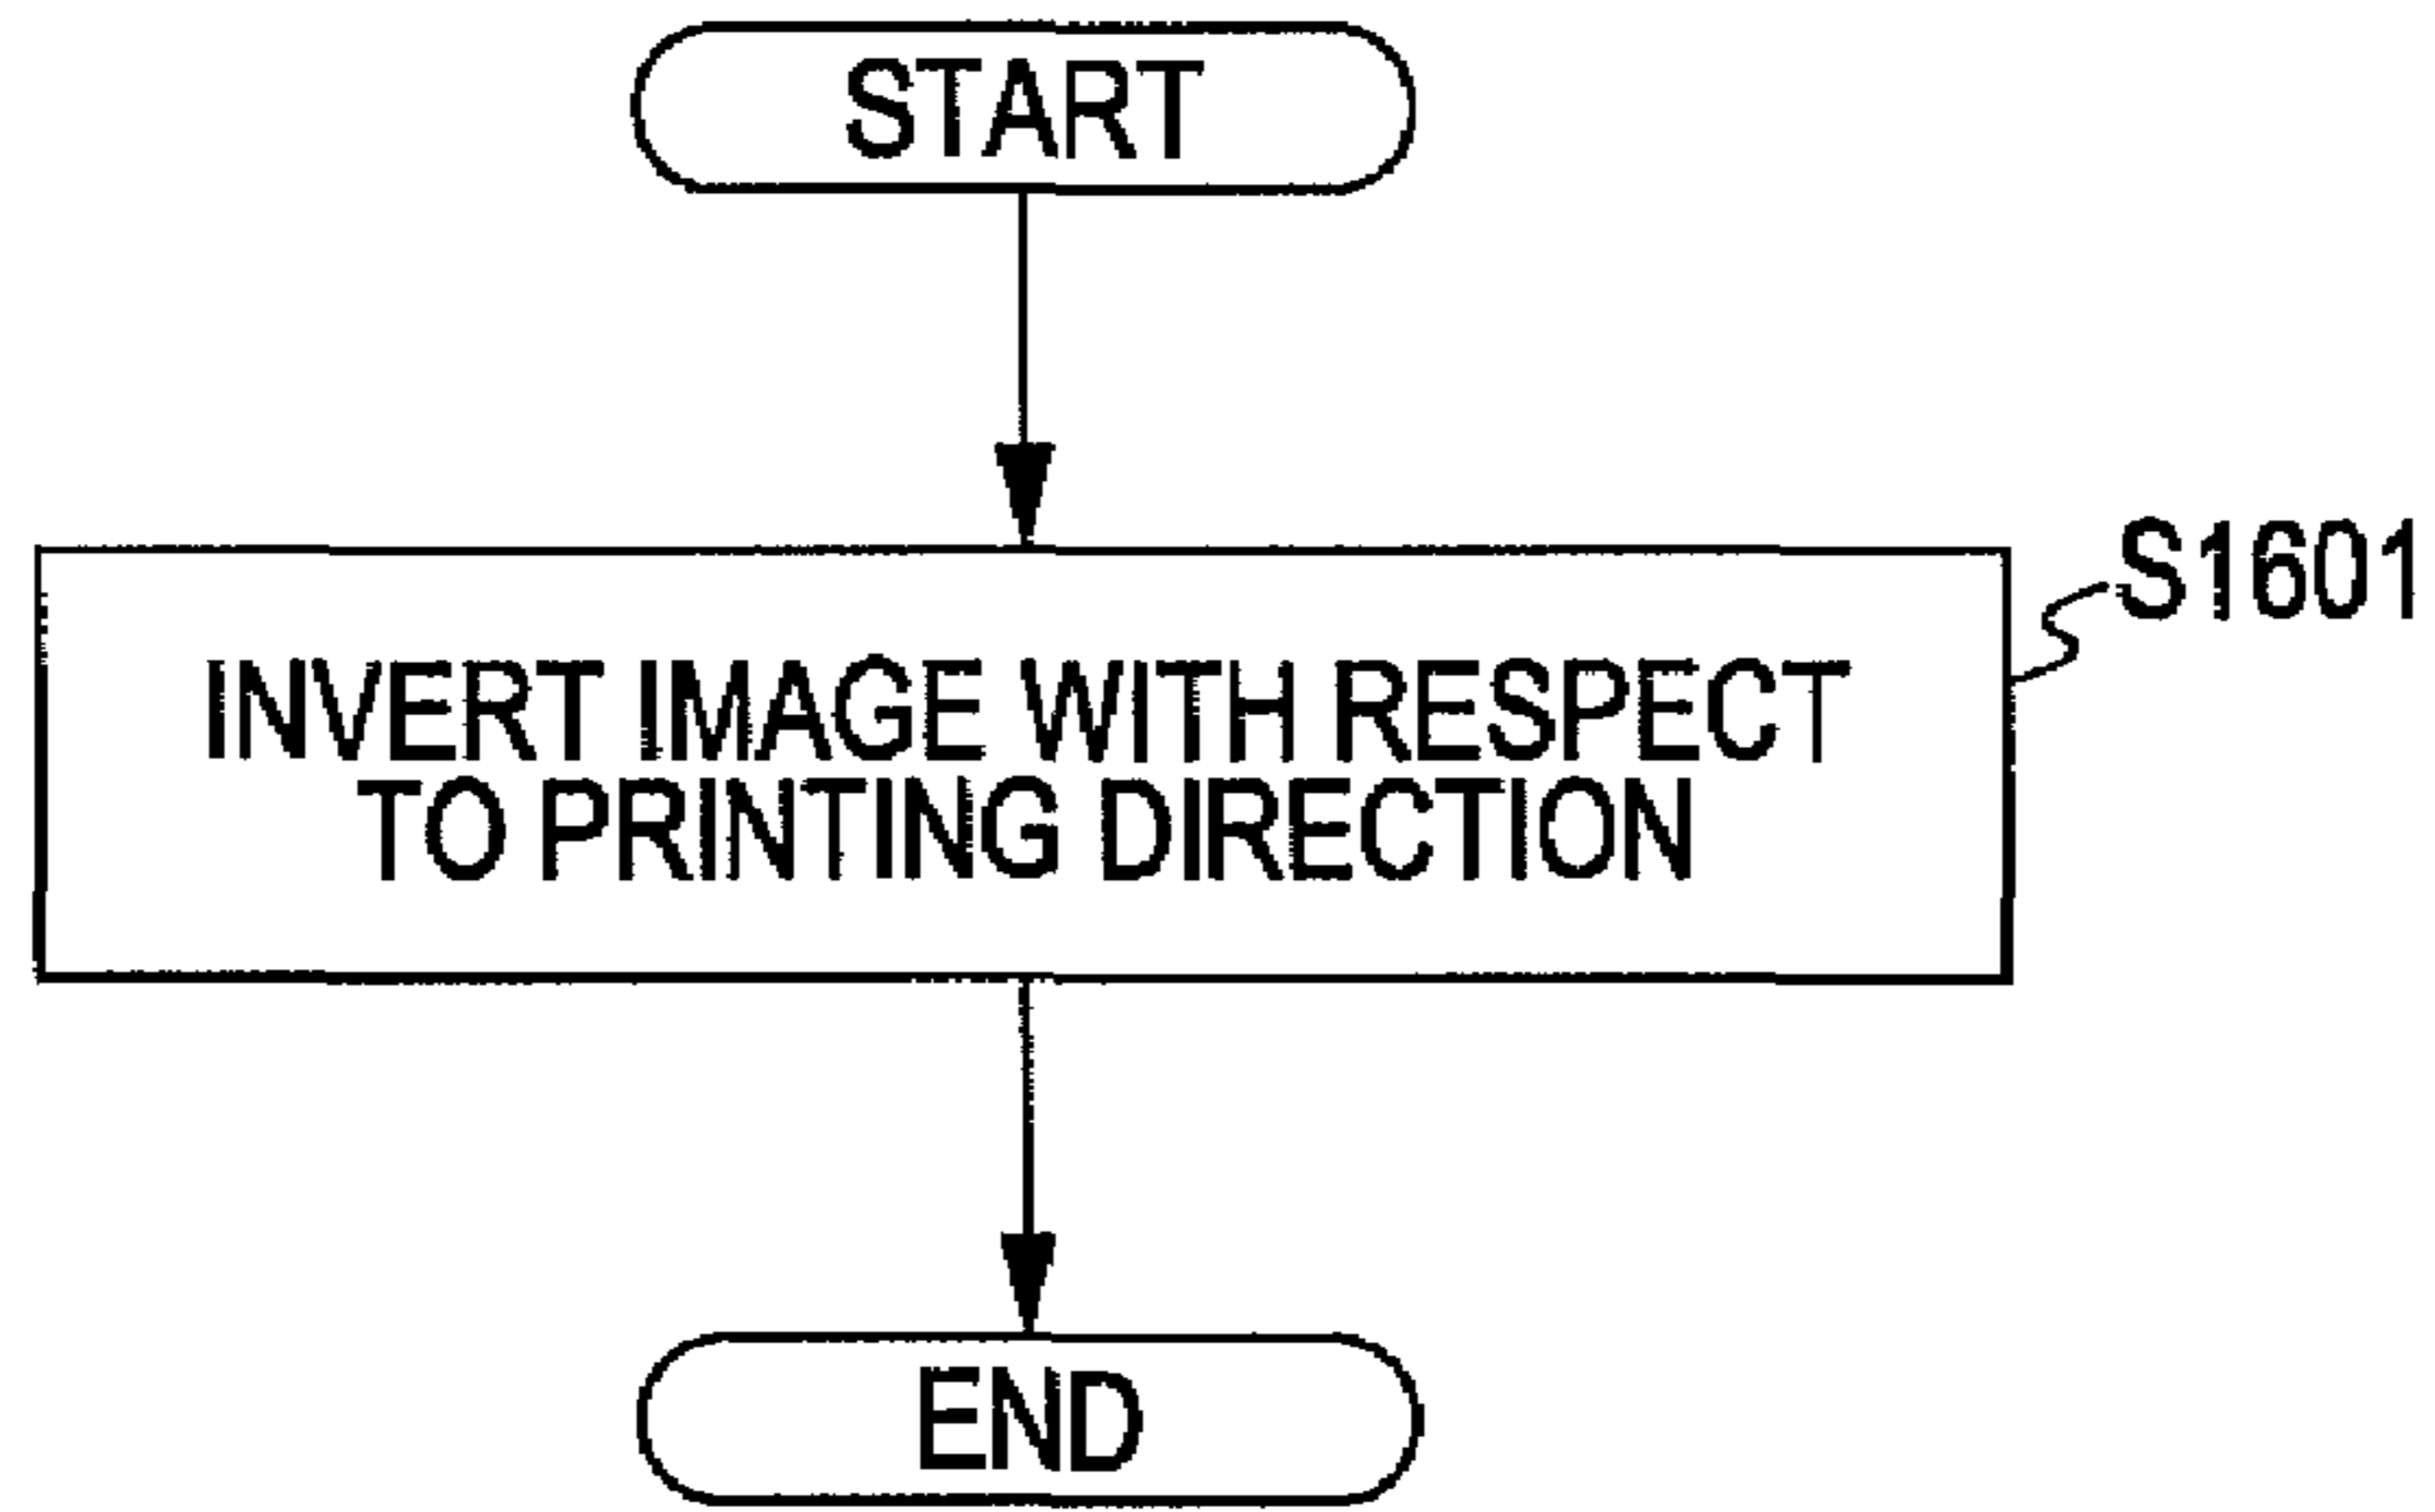 START
S1601
INVERT IMAGE WITH RESPECT
TO PRINTING DIRECTION
END